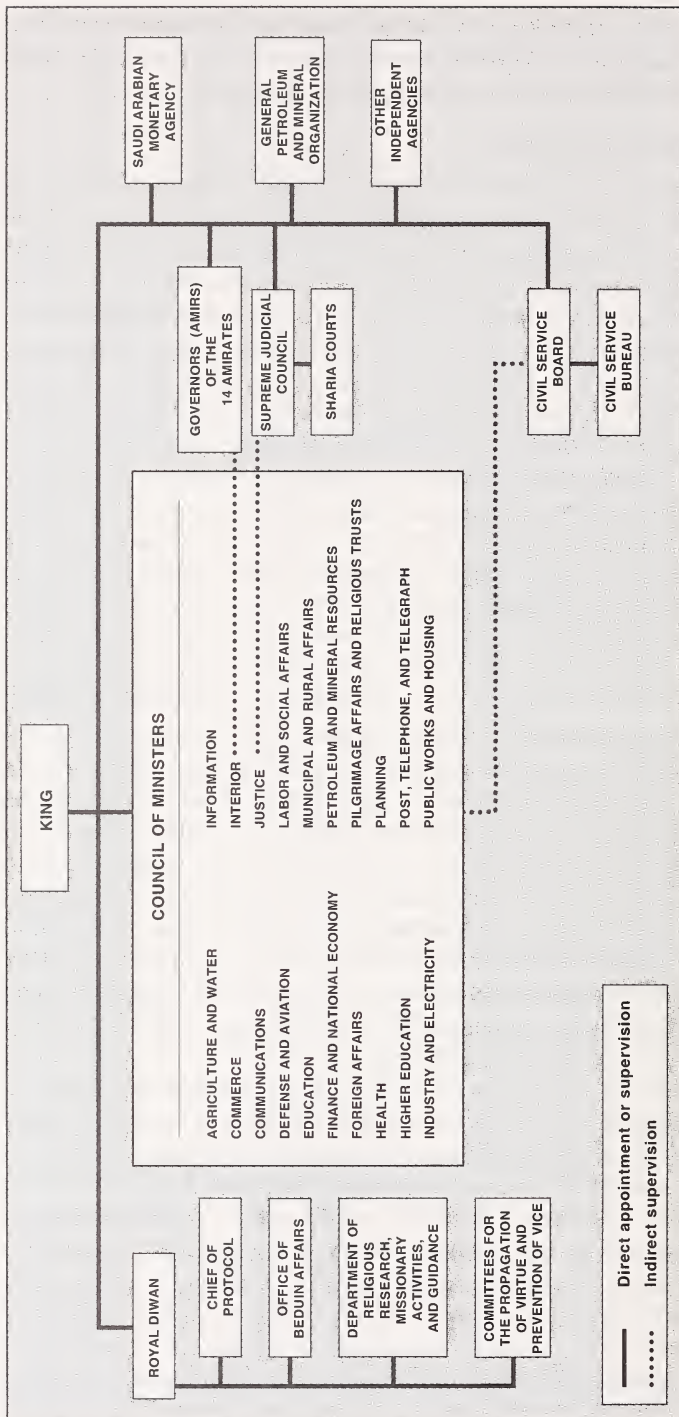 KING
ROYAL DIWAN
CHIEF OF
PROTOCOL
OFFICE OF
BEDUIN AFFAIRS
DEPARTMENT OF
RELIGIOUS
RESEARCH,
MISSIONARY
ACTIVITIES,
AND GUIDANCE
COMMITTEES FOR
THE PROPAGATION
OF VIRTUE AND
PREVENTION OF VICE
COUNCIL OF MINISTERS
AGRICULTURE AND WATER
COMMERCE
COMMUNICATIONS
DEFENSE AND AVIATION
EDUCATION
FINANCE AND NATIONAL ECONOMY
FOREIGN AFFAIRS
HEALTH
HIGHER EDUCATION
INDUSTRY AND ELECTRICITY
INFORMATION
INTERIOR
JUSTICE
LABOR AND SOCIAL AFFAIRS
MUNICIPAL AND RURAL AFFAIRS
PETROLEUM AND MINERAL RESOURCES
PILGRIMAGE AFFAIRS AND RELIGIOUS TRUSTS
PLANNING
POST, TELEPHONE, AND TELEGRAPH
PUBLIC WORKS AND HOUSING
GOVERNORS (AMIRS)
OF THE
14 AMIRATES
SUPREME JUDICIAL
COUNCIL
SHARIA COURTS
CIVIL SERVICE
BOARD
CIVIL SERVICE
BUREAU
SAUDI ARABIAN
MONETARY
AGENCY
GENERAL
PETROLEUM
AND MINERAL
ORGANIZATION
OTHER
INDEPENDENT
AGENCIES
Direct appointment or supervision
Indirect supervision